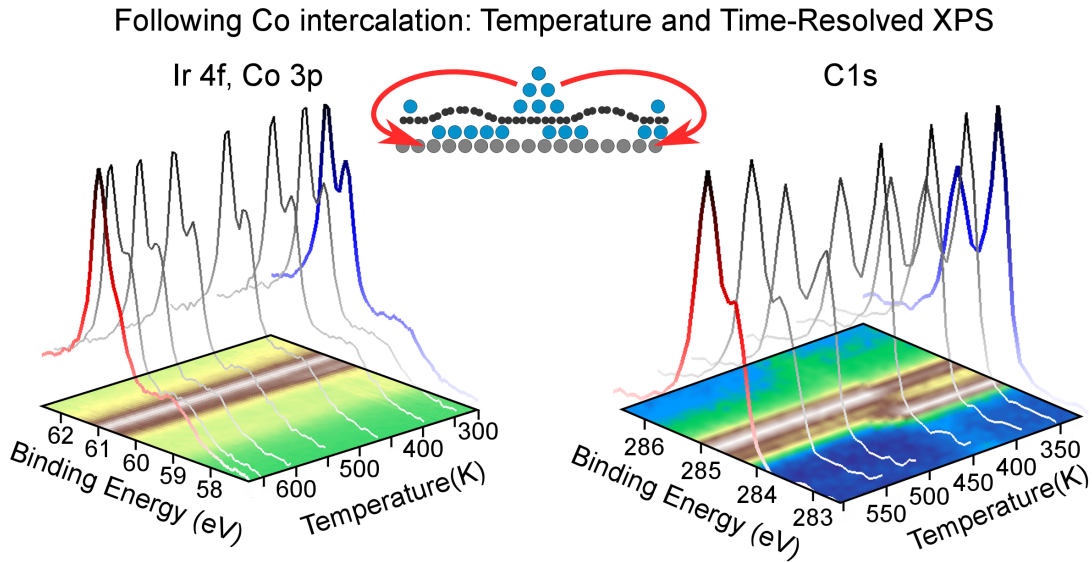 Following Co intercalation: Temperature and Time-Resolved XPS
Ir 4f, Co 3p
C1s
62
61
60
59
58
Binding Energy (eV)
600
500
400
300
Temperature(K)
286
285
284
283
Binding Energy (eV)
550
500
450
400
350
Temperature(K)